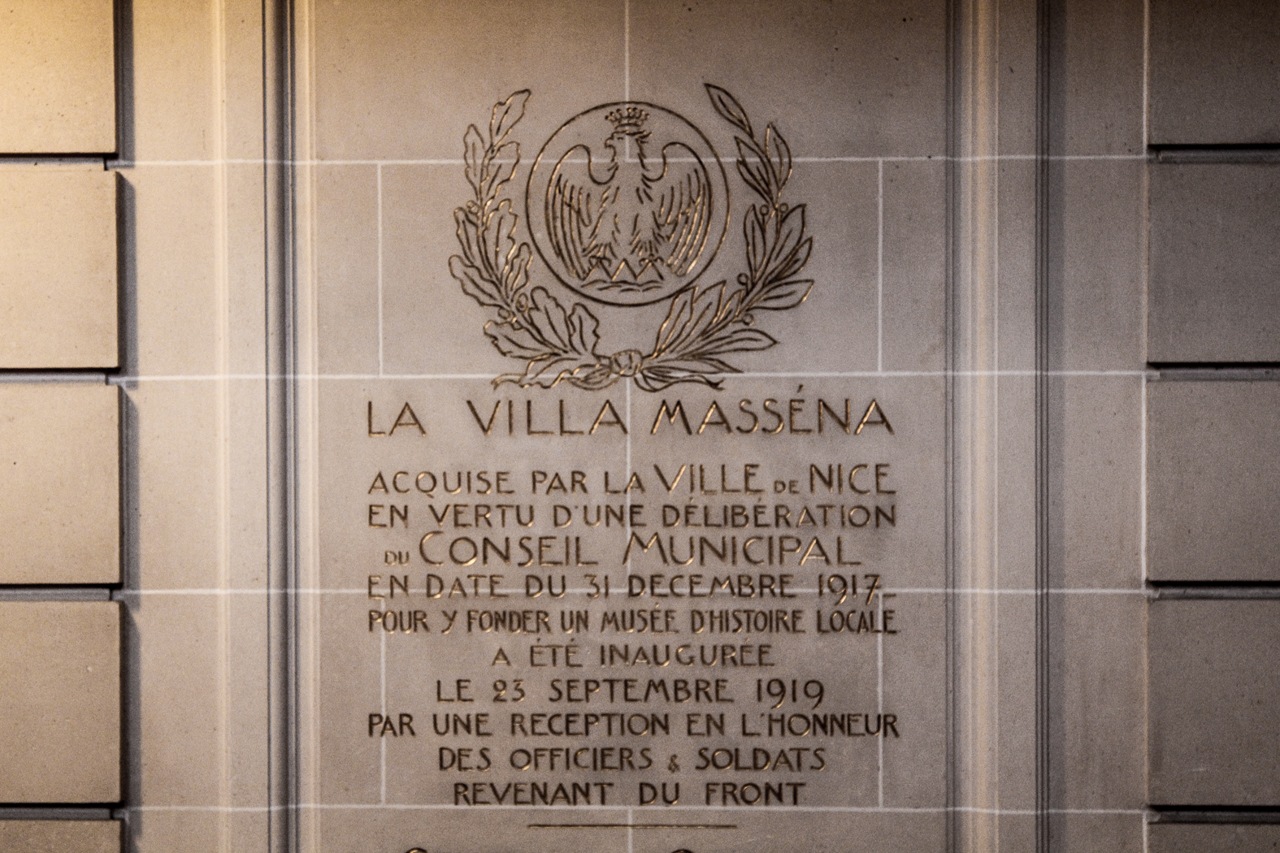 LA VILLA MASSÉNA
ACQUISE PAR LA VILLE DE NICE
EN VERTU D'UNE DÉLIBÉRATION
DU CONSEIL MUNICIPAL
EN DATE DU 31 DECEMBRE 1917_
POUR Y FONDER UN MUSÉE D'HISTOIRE LOCALE
A ÉTÉ INAUGURÉE
LE 23 SEPTEMBRE 1919
PAR UNE RECEPTION EN L'HONNEUR
DES OFFICIERS & SOLDATS
REVENANT DU FRONT